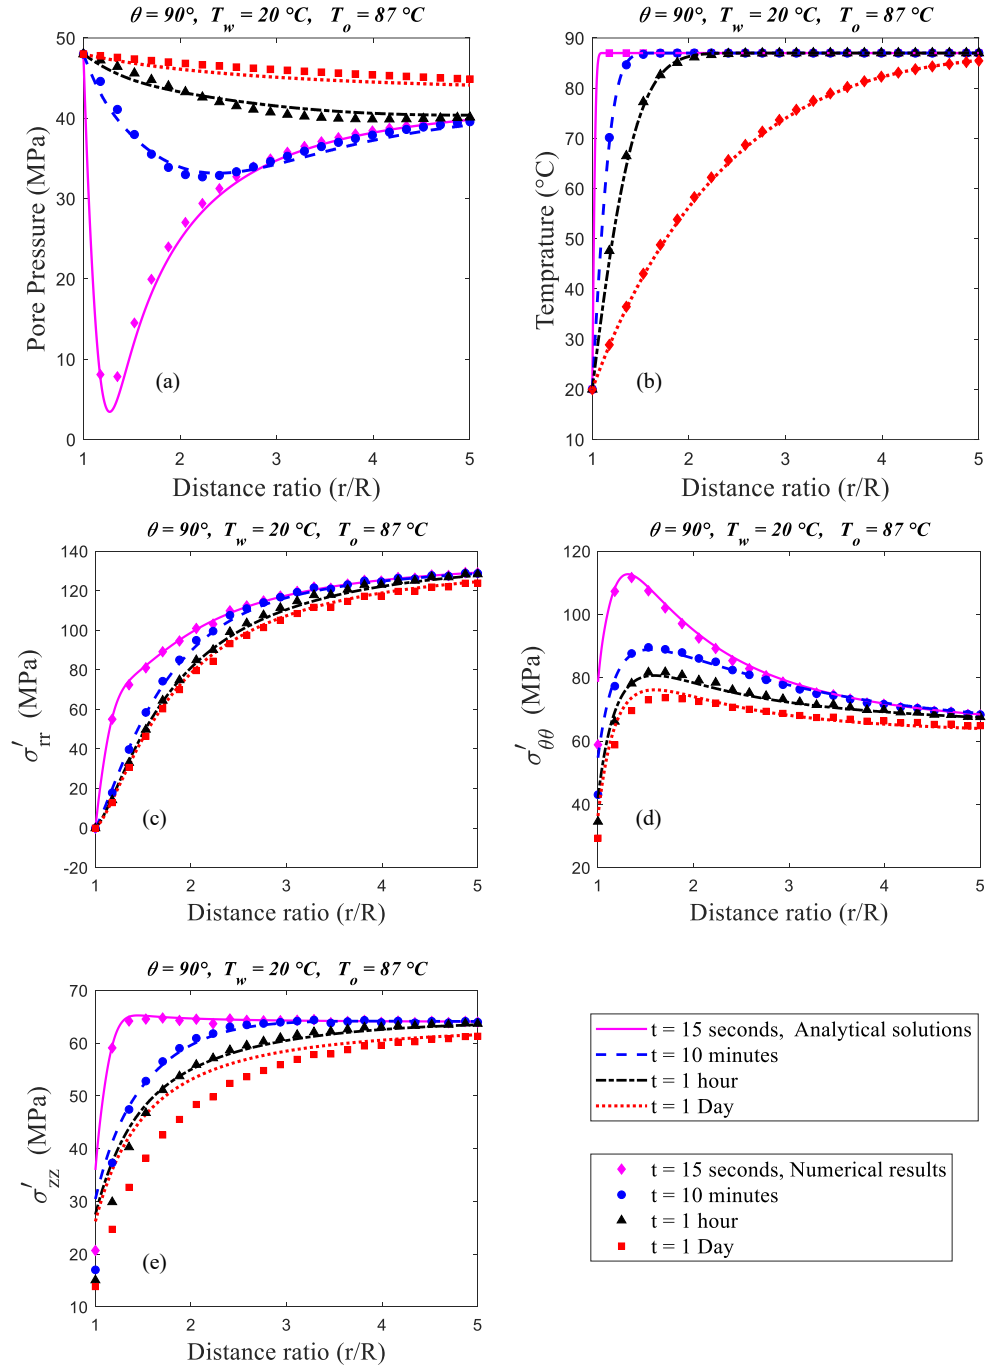 θ = 90°, T_w = 20 °C, T_o = 87 °C
50
40
30
20
10
0
Pore Pressure (MPa)
(a)
1 2 3 4 5
Distance ratio (r/R)
θ = 90°, T_w = 20 °C, T_o = 87 °C
90
80
70
60
50
40
30
20
10
Temprature (°C)
(b)
1 2 3 4 5
Distance ratio (r/R)
θ = 90°, T_w = 20 °C, T_o = 87 °C
140
120
100
80
60
40
20
0
-20
σ′_rr (MPa)
(c)
1 2 3 4 5
Distance ratio (r/R)
θ = 90°, T_w = 20 °C, T_o = 87 °C
120
100
80
60
40
20
σ′_θθ (MPa)
(d)
1 2 3 4 5
Distance ratio (r/R)
θ = 90°, T_w = 20 °C, T_o = 87 °C
70
60
50
40
30
20
10
σ′_zz (MPa)
(e)
1 2 3 4 5
Distance ratio (r/R)
t = 15 seconds, Analytical solutions
t = 10 minutes
t = 1 hour
t = 1 Day
t = 15 seconds, Numerical results
t = 10 minutes
t = 1 hour
t = 1 Day